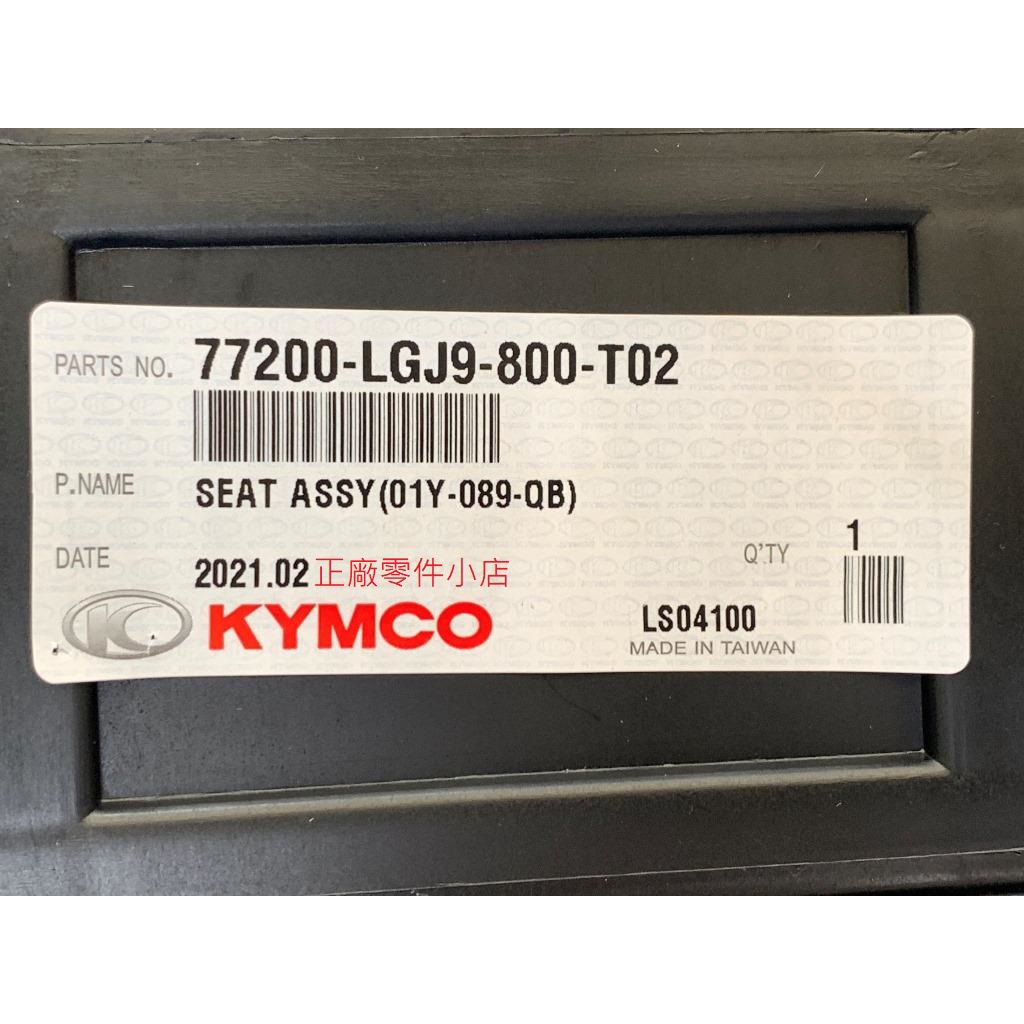 PARTS NO. 77200-LGJ9-800-T02
P.NAME SEAT ASSY(01Y-089-QB)
DATE 2021.02 正廠零件小店
Q'TY 1
KYMCO
LS04100
MADE IN TAIWAN